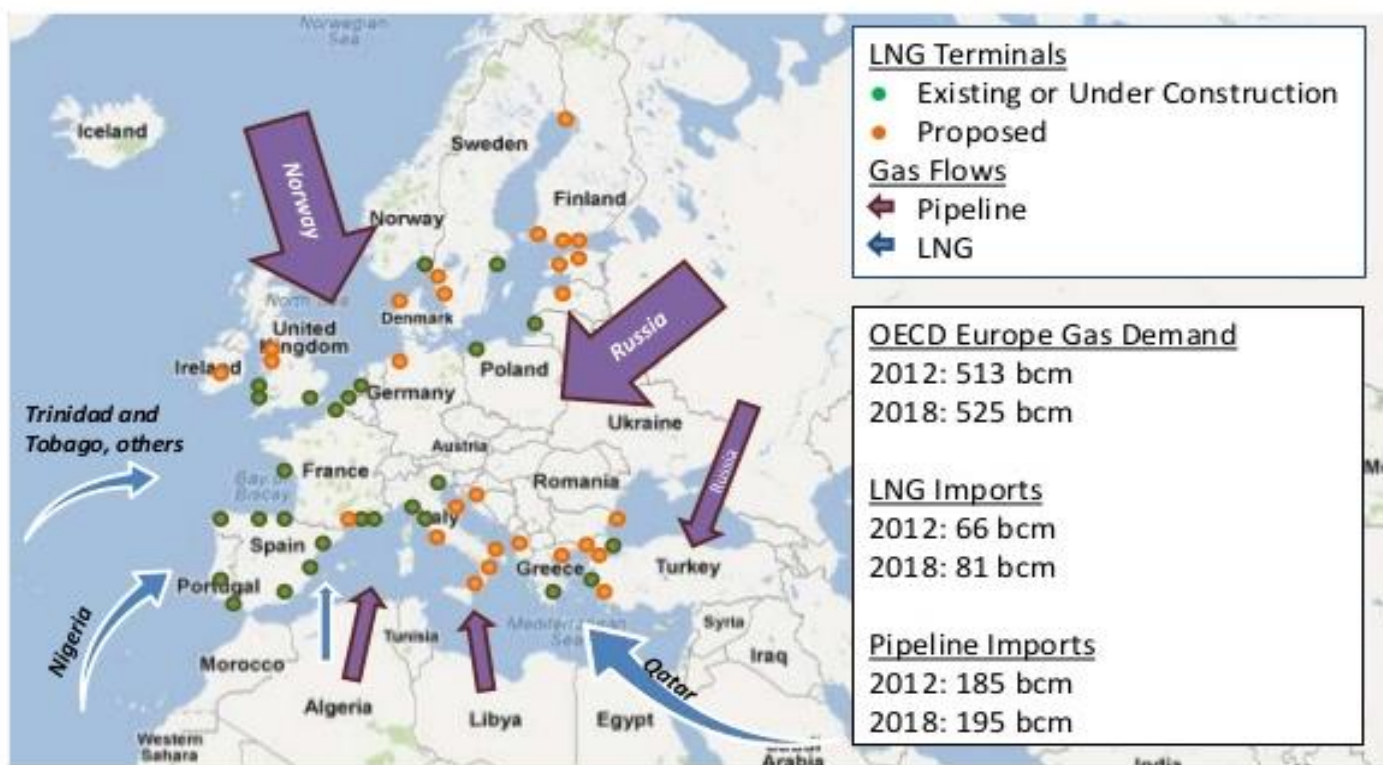 Norwegian
Sea
Iceland
Sweden
Finland
Norway
Norway
North Sea
Denmark
United
Kingdom
Ireland
Russia
Poland
Germany
Ukraine
Trinidad and
Tobago, others
Austria
Russia
France
Bay of
Biscay
Romania
Italy
Spain
Portugal
Greece
Turkey
Nigeria
Mediterranean
Sea
Syria
Tunisia
Morocco
Iraq
Qatar
Algeria
Libya
Egypt
Western
Sahara
Arabia
India
LNG Terminals
Existing or Under Construction
Proposed
Gas Flows
Pipeline
LNG
OECD Europe Gas Demand
2012: 513 bcm
2018: 525 bcm
LNG Imports
2012: 66 bcm
2018: 81 bcm
Pipeline Imports
2012: 185 bcm
2018: 195 bcm